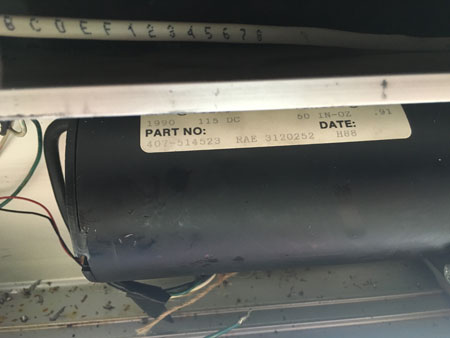 B C D E F 1 2 3 4 5 6 7 8
1990 115 DC 60 IN-OZ .91
PART NO: DATE:
407-514523 HAE 3120252 H88